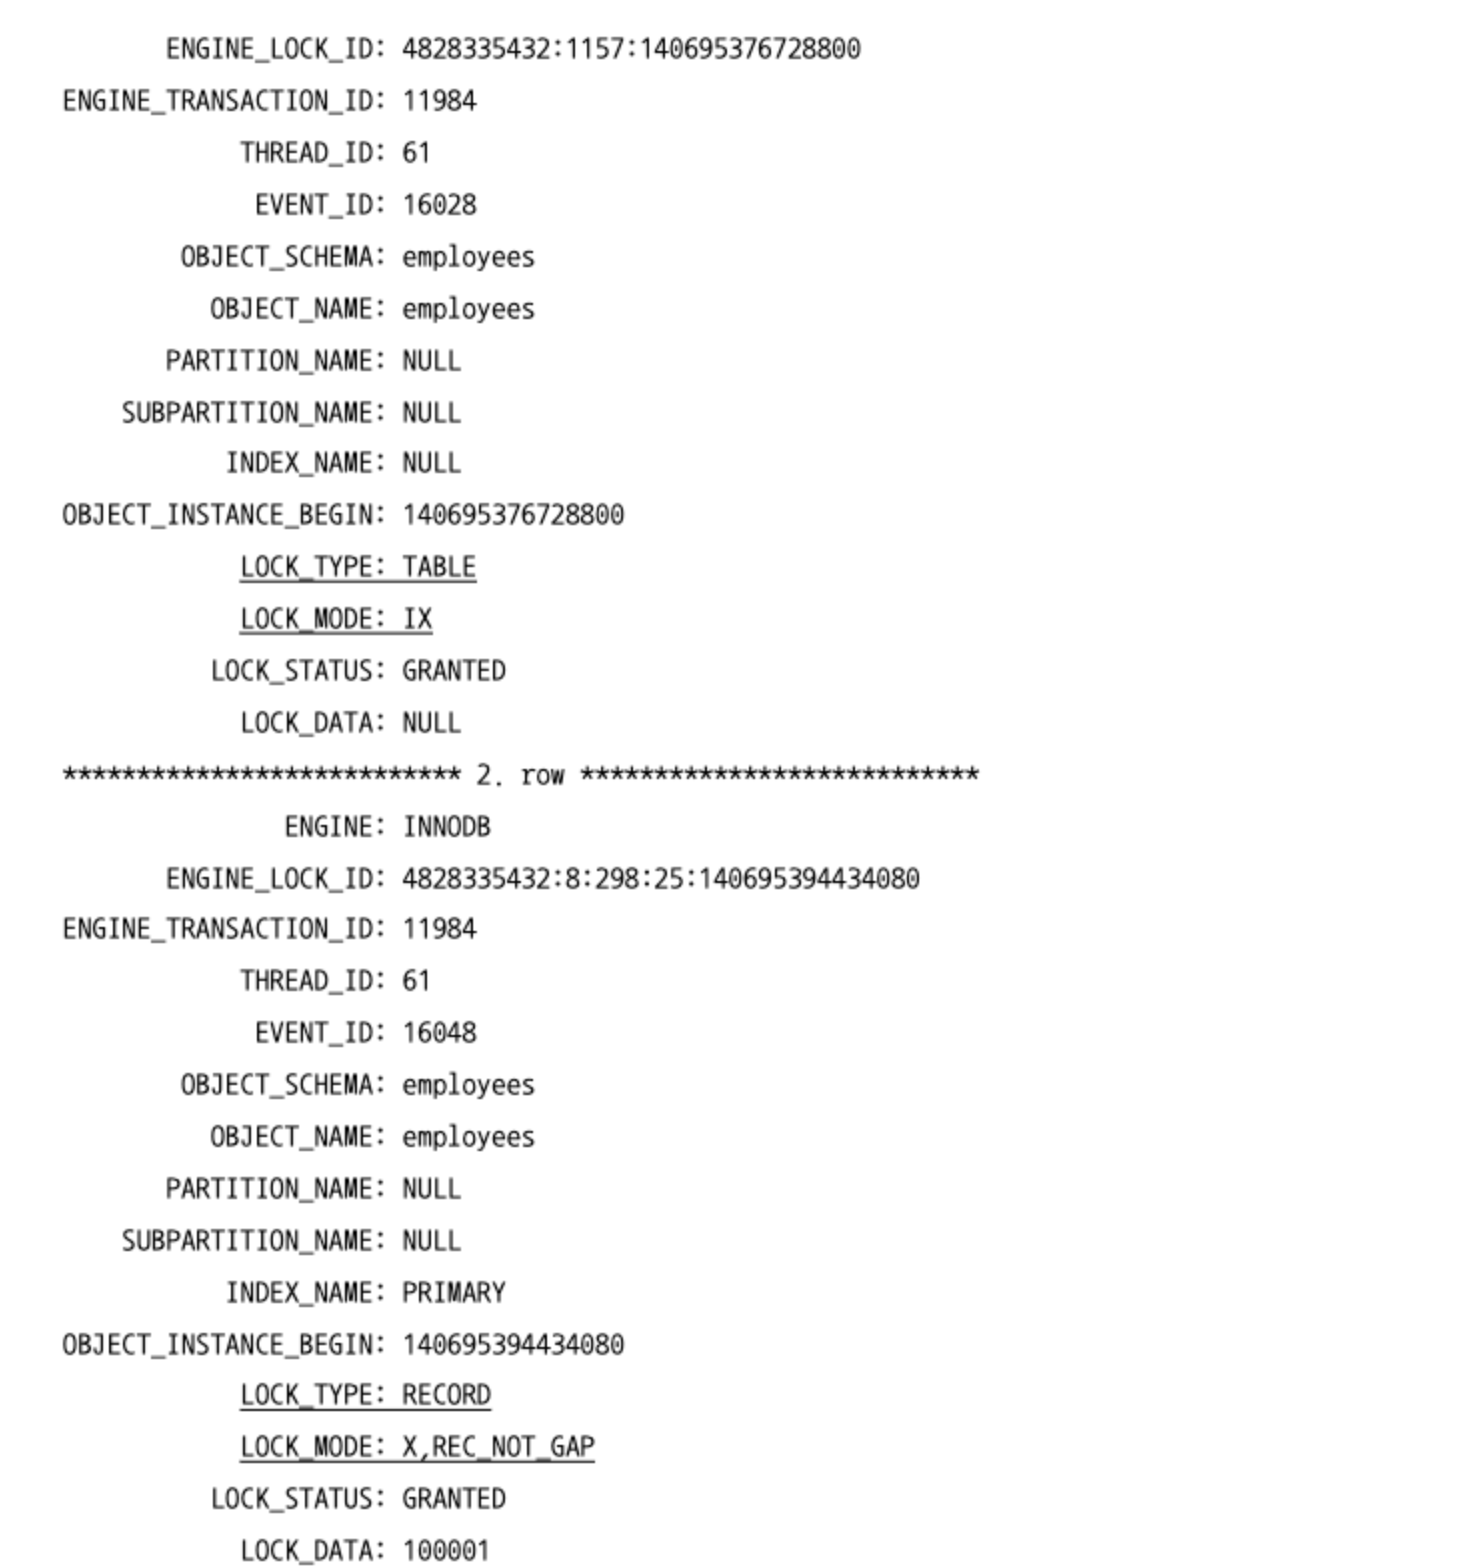 ENGINE_LOCK_ID: 4828335432:1157:140695376728800
ENGINE_TRANSACTION_ID: 11984
THREAD_ID: 61
EVENT_ID: 16028
OBJECT_SCHEMA: employees
OBJECT_NAME: employees
PARTITION_NAME: NULL
SUBPARTITION_NAME: NULL
INDEX_NAME: NULL
OBJECT_INSTANCE_BEGIN: 140695376728800
LOCK_TYPE: TABLE
LOCK_MODE: IX
LOCK_STATUS: GRANTED
LOCK_DATA: NULL
*************************** 2. row ***************************
ENGINE: INNODB
ENGINE_LOCK_ID: 4828335432:8:298:25:140695394434080
ENGINE_TRANSACTION_ID: 11984
THREAD_ID: 61
EVENT_ID: 16048
OBJECT_SCHEMA: employees
OBJECT_NAME: employees
PARTITION_NAME: NULL
SUBPARTITION_NAME: NULL
INDEX_NAME: PRIMARY
OBJECT_INSTANCE_BEGIN: 140695394434080
LOCK_TYPE: RECORD
LOCK_MODE: X,REC_NOT_GAP
LOCK_STATUS: GRANTED
LOCK_DATA: 100001